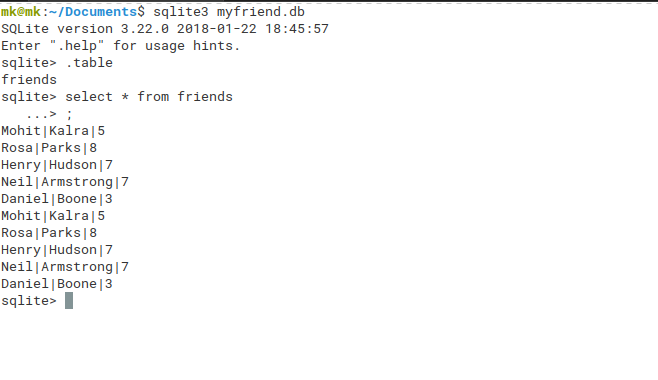 mk@mk:~/Documents$ sqlite3 myfriend.db
SQLite version 3.22.0 2018-01-22 18:45:57
Enter ".help" for usage hints.
sqlite> .table
friends
sqlite> select * from friends
   ...> ;
Mohit|Kalra|5
Rosa|Parks|8
Henry|Hudson|7
Neil|Armstrong|7
Daniel|Boone|3
Mohit|Kalra|5
Rosa|Parks|8
Henry|Hudson|7
Neil|Armstrong|7
Daniel|Boone|3
sqlite>